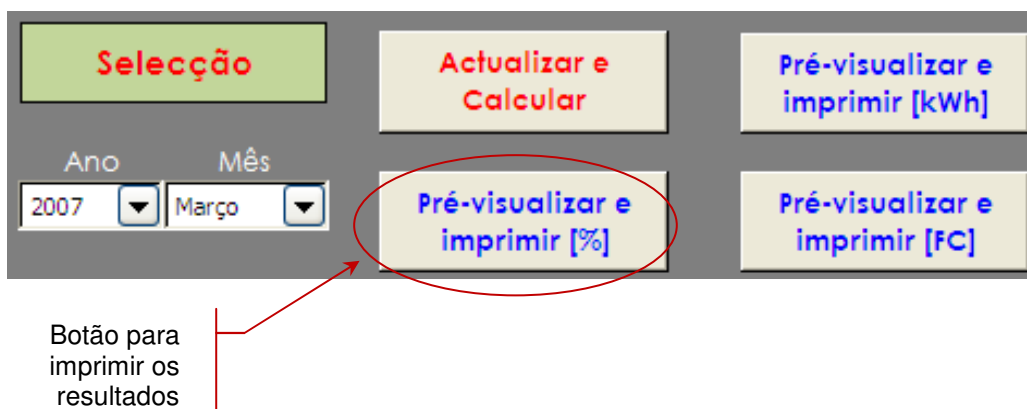 Selecção
Actualizar e
Calcular
Pré-visualizar e
imprimir [kWh]
Ano
Mês
2007
Março
Pré-visualizar e
imprimir [%]
Pré-visualizar e
imprimir [FC]
Botão para
imprimir os
resultados